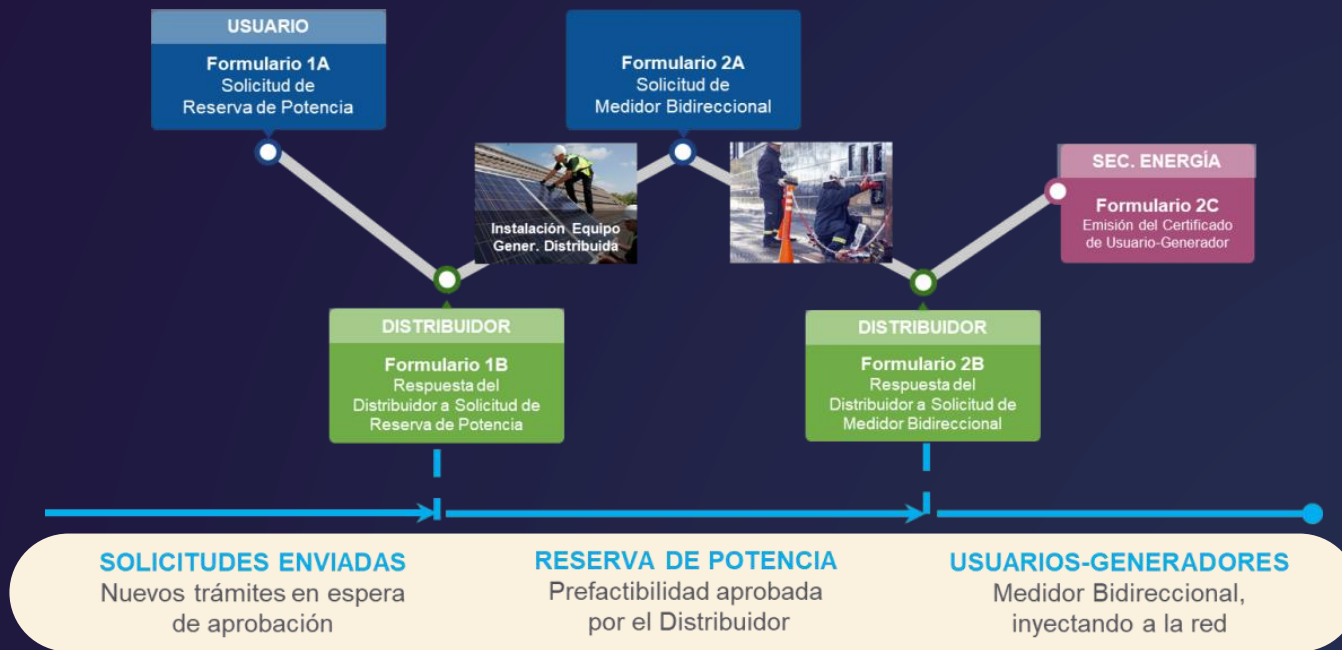 USUARIO
Formulario 1A
Solicitud de
Reserva de Potencia
Formulario 2A
Solicitud de
Medidor Bidireccional
Instalación Equipo
Gener. Distribuida
SEC. ENERGÍA
Formulario 2C
Emisión del Certificado
de Usuario-Generador
DISTRIBUIDOR
Formulario 1B
Respuesta del
Distribuidor a Solicitud de
Reserva de Potencia
DISTRIBUIDOR
Formulario 2B
Respuesta del
Distribuidor a Solicitud de
Medidor Bidireccional
SOLICITUDES ENVIADAS
Nuevos trámites en espera
de aprobación
RESERVA DE POTENCIA
Prefactibilidad aprobada
por el Distribuidor
USUARIOS-GENERADORES
Medidor Bidireccional,
inyectando a la red